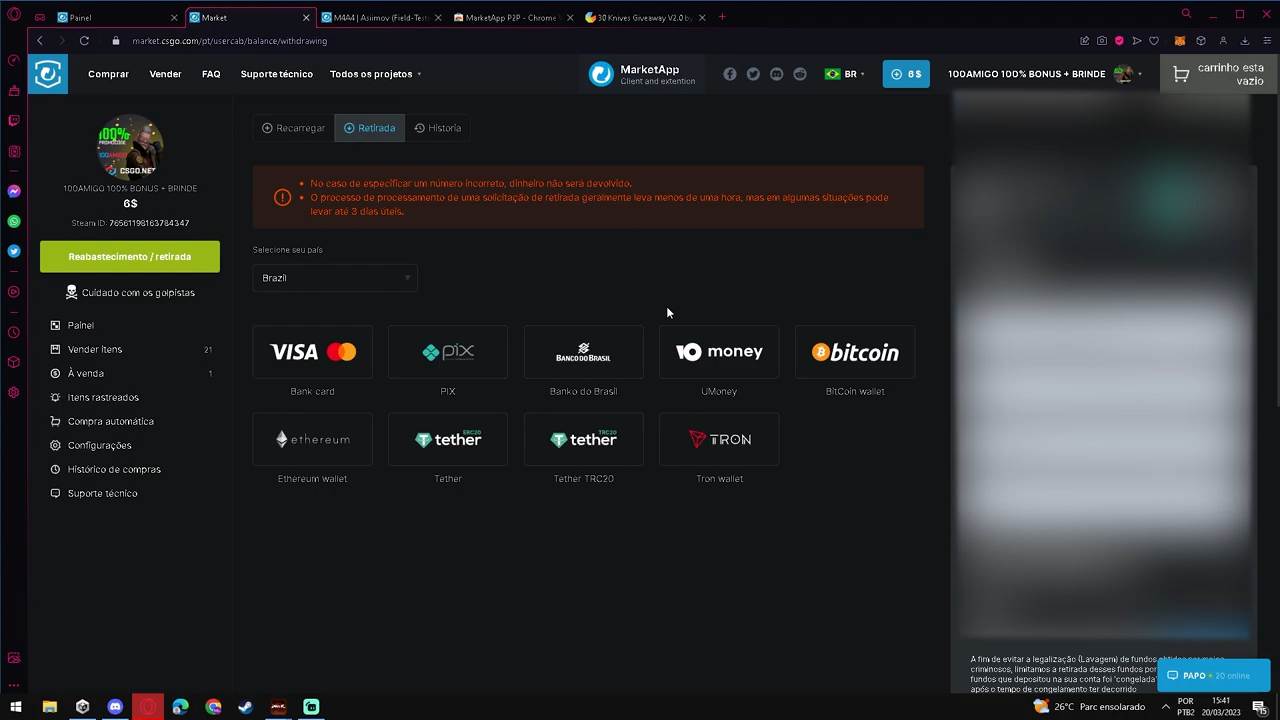 Painel
Market
M4A4 | Asiimov (Field-Test
MarketApp P2P - Chrome
30 Knives Giveaway V2.0 b
market.csgo.com/pt/usercab/balance/withdrawing
Comprar
Vender
FAQ
Suporte técnico
Todos os projetos
MarketApp
Client and extention
BR
6$
100AMIGO 100% BONUS + BRINDE
carrinho esta
vazio
100%
PROMOCODE
CSGO.NET
100AMIGO 100% BONUS + BRINDE
6$
Steam ID: 76561198163784347
Reabastecimento / retirada
Cuidado com os golpistas
Painel
Vender itens 21
À venda 1
Itens rastreados
Compra automática
Configurações
Histórico de compras
Suporte técnico
Recarregar
Retirada
Historia
No caso de especificar um número incorreto, dinheiro não será devolvido.
O processo de processamento de uma solicitação de retirada geralmente leva menos de uma hora, mas em algumas situações pode
levar até 3 dias úteis.
Selecione seu país
Brazil
VISA
pix
BANCO DO BRASIL
money
bitcoin
Bank card
PIX
Banko do Brasil
UMoney
BitCoin wallet
ethereum
tether ERC20
tether TRC20
TRON
Ethereum wallet
Tether
Tether TRC20
Tron wallet
A fim de evitar a legalização (Lavagem) de fundos
criminosos, limitamos a retirada desses fundos
fundos que depositou na sua conta foi 'congelada'
após o tempo de congelamento ter decorrido
PAPO 20 online
26°C Parc ensolarado
POR
PTB2
15:41
20/03/2023
15